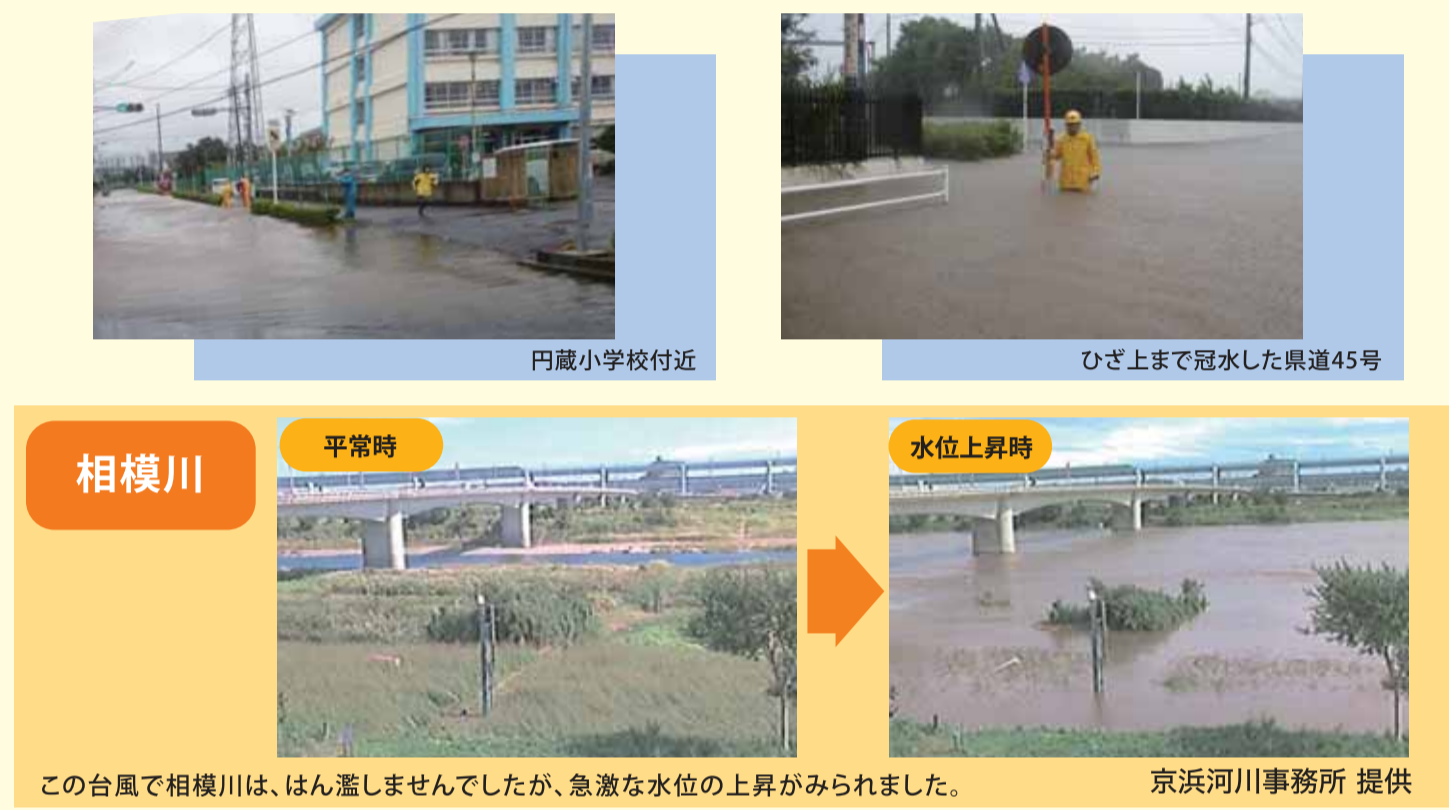 円蔵小学校付近
ひざ上まで冠水した県道45号
相模川
平常時
水位上昇時
この台風で相模川は、はん濫しませんでしたが、急激な水位の上昇がみられました。
京浜河川事務所 提供